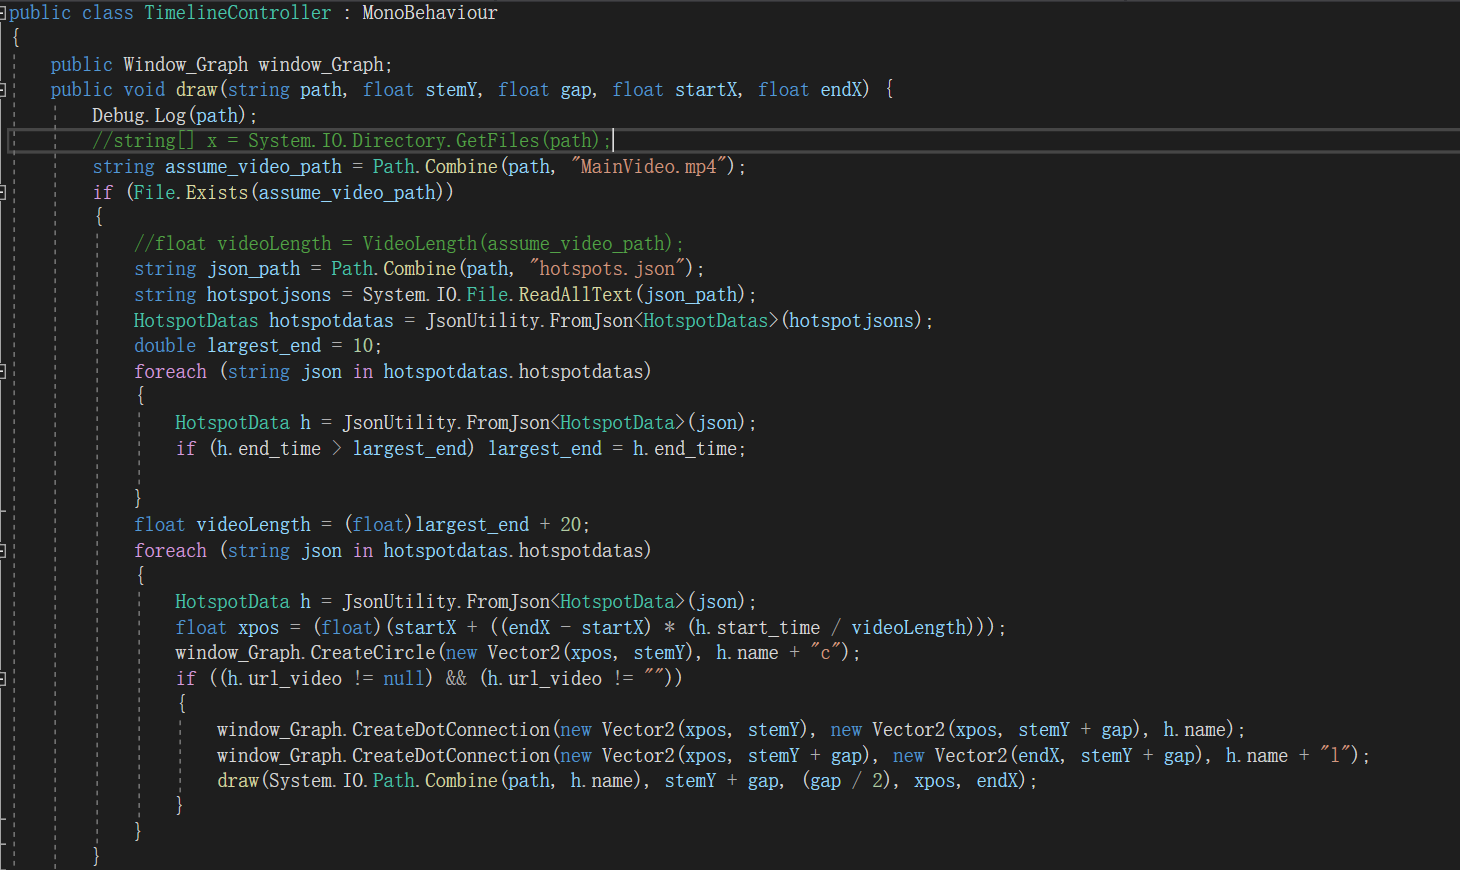 public class TimelineController : MonoBehaviour
{
public Window_Graph window_Graph;
public void draw(string path, float stemY, float gap, float startX, float endX) {
Debug.Log(path);
//string[] x = System.IO.Directory.GetFiles(path);
string assume_video_path = Path.Combine(path, "MainVideo.mp4");
if (File.Exists(assume_video_path))
{
//float videoLength = VideoLength(assume_video_path);
string json_path = Path.Combine(path, "hotspots.json");
string hotspotjsons = System.IO.File.ReadAllText(json_path);
HotspotDatas hotspotdatas = JsonUtility.FromJson<HotspotDatas>(hotspotjsons);
double largest_end = 10;
foreach (string json in hotspotdatas.hotspotdatas)
{
HotspotData h = JsonUtility.FromJson<HotspotData>(json);
if (h.end_time > largest_end) largest_end = h.end_time;
}
float videoLength = (float)largest_end + 20;
foreach (string json in hotspotdatas.hotspotdatas)
{
HotspotData h = JsonUtility.FromJson<HotspotData>(json);
float xpos = (float)(startX + ((endX - startX) * (h.start_time / videoLength)));
window_Graph.CreateCircle(new Vector2(xpos, stemY), h.name + "c");
if ((h.url_video != null) && (h.url_video != ""))
{
window_Graph.CreateDotConnection(new Vector2(xpos, stemY), new Vector2(xpos, stemY + gap), h.name);
window_Graph.CreateDotConnection(new Vector2(xpos, stemY + gap), new Vector2(endX, stemY + gap), h.name + "l");
draw(System.IO.Path.Combine(path, h.name), stemY + gap, (gap / 2), xpos, endX);
}
}
}